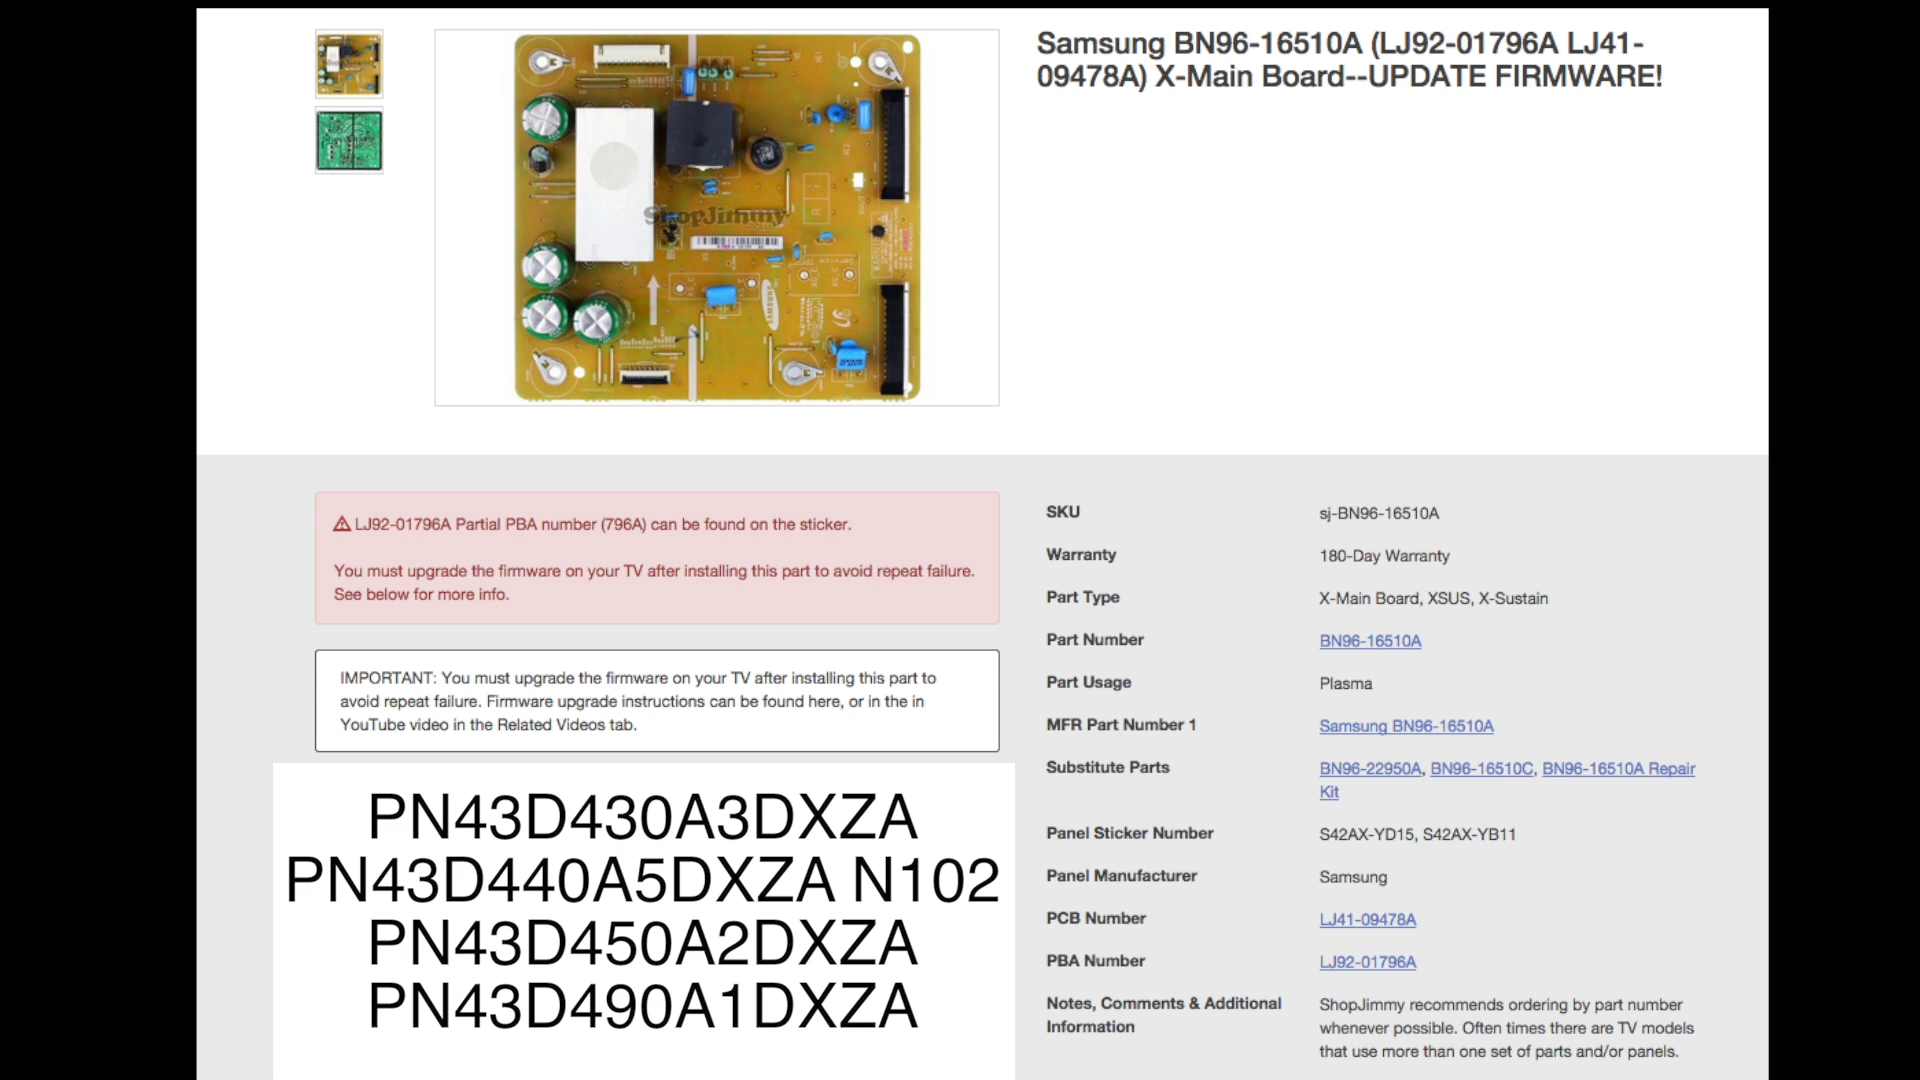 Samsung BN96-16510A (LJ92-01796A LJ41-
09478A) X-Main Board--UPDATE FIRMWARE!
ShopJimmy
SAMSUNG
⚠ LJ92-01796A Partial PBA number (796A) can be found on the sticker.
You must upgrade the firmware on your TV after installing this part to avoid repeat failure.
See below for more info.
IMPORTANT: You must upgrade the firmware on your TV after installing this part to
avoid repeat failure. Firmware upgrade instructions can be found here, or in the in
YouTube video in the Related Videos tab.
PN43D430A3DXZA
PN43D440A5DXZA N102
PN43D450A2DXZA
PN43D490A1DXZA
SKU sj-BN96-16510A
Warranty 180-Day Warranty
Part Type X-Main Board, XSUS, X-Sustain
Part Number BN96-16510A
Part Usage Plasma
MFR Part Number 1 Samsung BN96-16510A
Substitute Parts BN96-22950A, BN96-16510C, BN96-16510A Repair
Kit
Panel Sticker Number S42AX-YD15, S42AX-YB11
Panel Manufacturer Samsung
PCB Number LJ41-09478A
PBA Number LJ92-01796A
Notes, Comments & Additional ShopJimmy recommends ordering by part number
Information whenever possible. Often times there are TV models
that use more than one set of parts and/or panels.